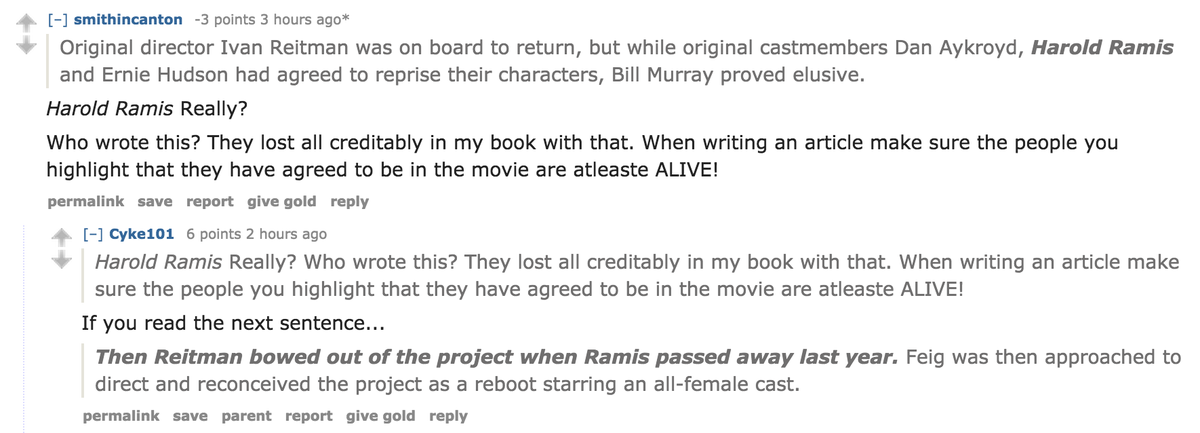 [–] smithincanton -3 points 3 hours ago*
Original director Ivan Reitman was on board to return, but while original castmembers Dan Aykroyd, Harold Ramis
and Ernie Hudson had agreed to reprise their characters, Bill Murray proved elusive.
Harold Ramis Really?
Who wrote this? They lost all creditably in my book with that. When writing an article make sure the people you
highlight that they have agreed to be in the movie are atleaste ALIVE!
permalink save report give gold reply
[–] Cyke101 6 points 2 hours ago
Harold Ramis Really? Who wrote this? They lost all creditably in my book with that. When writing an article make
sure the people you highlight that they have agreed to be in the movie are atleaste ALIVE!
If you read the next sentence...
Then Reitman bowed out of the project when Ramis passed away last year. Feig was then approached to
direct and reconceived the project as a reboot starring an all-female cast.
permalink save parent report give gold reply